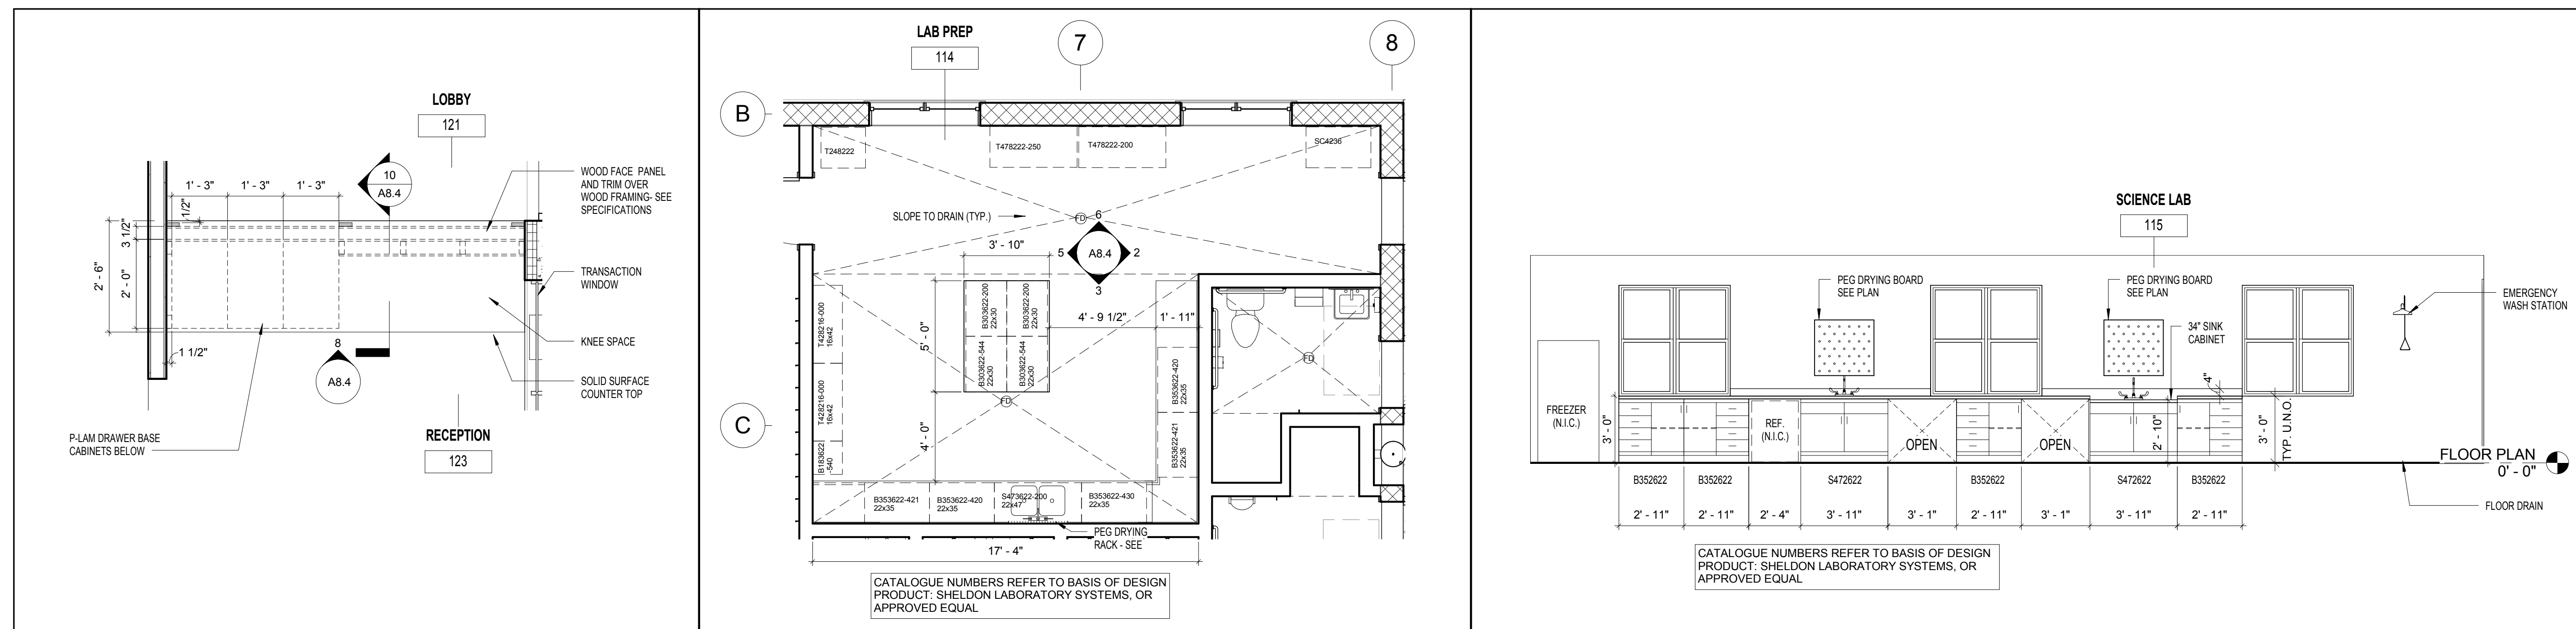 LOBBY
121
10
A8.4
1' - 3"
1' - 3"
1' - 3"
1/2"
3 1/2"
2' - 0"
2' - 6"
1 1/2"
8
A8.4
WOOD FACE PANEL
AND TRIM OVER
WOOD FRAMING- SEE
SPECIFICATIONS
TRANSACTION
WINDOW
KNEE SPACE
SOLID SURFACE
COUNTER TOP
P-LAM DRAWER BASE
CABINETS BELOW
RECEPTION
123
LAB PREP
114
7
8
B
C
T248222
T478222-250
T478222-200
SC4236
SLOPE TO DRAIN (TYP.)
FD
6
5
A8.4
2
3
3' - 10"
B303622-200
22x30
B303622-200
22x30
B303622-544
22x30
B303622-544
22x30
5' - 0"
4' - 9 1/2"
1' - 11"
4' - 0"
FD
FD
T428216-000
16x42
T428216-000
16x42
B183622
-540
B353622-420
22x35
B353622-421
22x35
B353622-421
22x35
B353622-420
22x35
S473622-200
22x47
B353622-430
22x35
PEG DRYING
RACK - SEE
17' - 4"
CATALOGUE NUMBERS REFER TO BASIS OF DESIGN
PRODUCT: SHELDON LABORATORY SYSTEMS, OR
APPROVED EQUAL
SCIENCE LAB
115
PEG DRYING BOARD
SEE PLAN
PEG DRYING BOARD
SEE PLAN
34" SINK
CABINET
EMERGENCY
WASH STATION
FREEZER
(N.I.C.)
3' - 0"
REF.
(N.I.C.)
OPEN
OPEN
2' - 10"
4"
3' - 0"
TYP. U.N.O.
FLOOR PLAN
0' - 0"
FLOOR DRAIN
B352622
B352622
S472622
B352622
S472622
B352622
2' - 11"
2' - 11"
2' - 4"
3' - 11"
3' - 1"
2' - 11"
3' - 1"
3' - 11"
2' - 11"
CATALOGUE NUMBERS REFER TO BASIS OF DESIGN
PRODUCT: SHELDON LABORATORY SYSTEMS, OR
APPROVED EQUAL